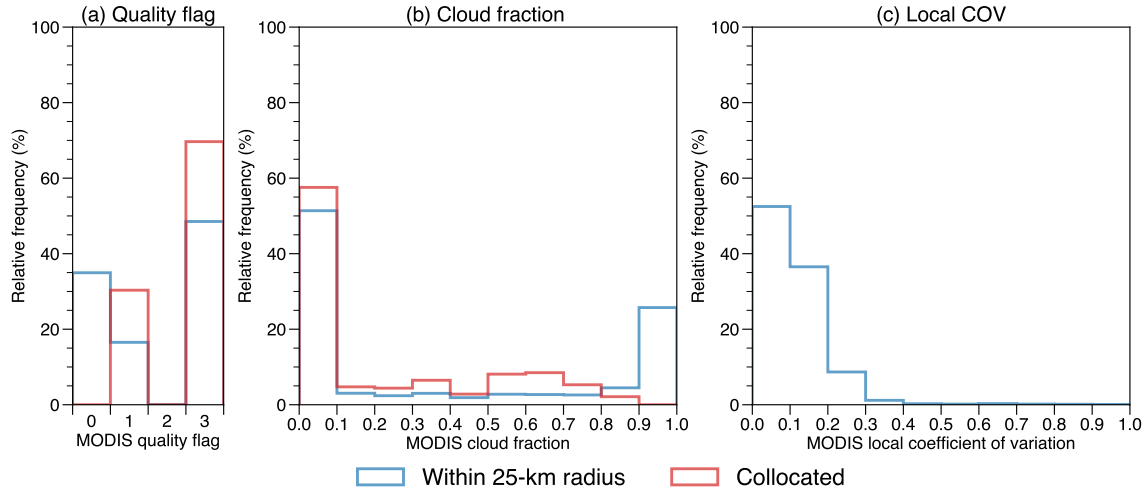 (a) Quality flag
(b) Cloud fraction
(c) Local COV
Relative frequency (%)
100
80
60
40
20
0
0 1 2 3
MODIS quality flag
Relative frequency (%)
100
80
60
40
20
0
0.0 0.1 0.2 0.3 0.4 0.5 0.6 0.7 0.8 0.9 1.0
MODIS cloud fraction
Relative frequency (%)
100
80
60
40
20
0
0.0 0.1 0.2 0.3 0.4 0.5 0.6 0.7 0.8 0.9 1.0
MODIS local coefficient of variation
Within 25-km radius
Collocated